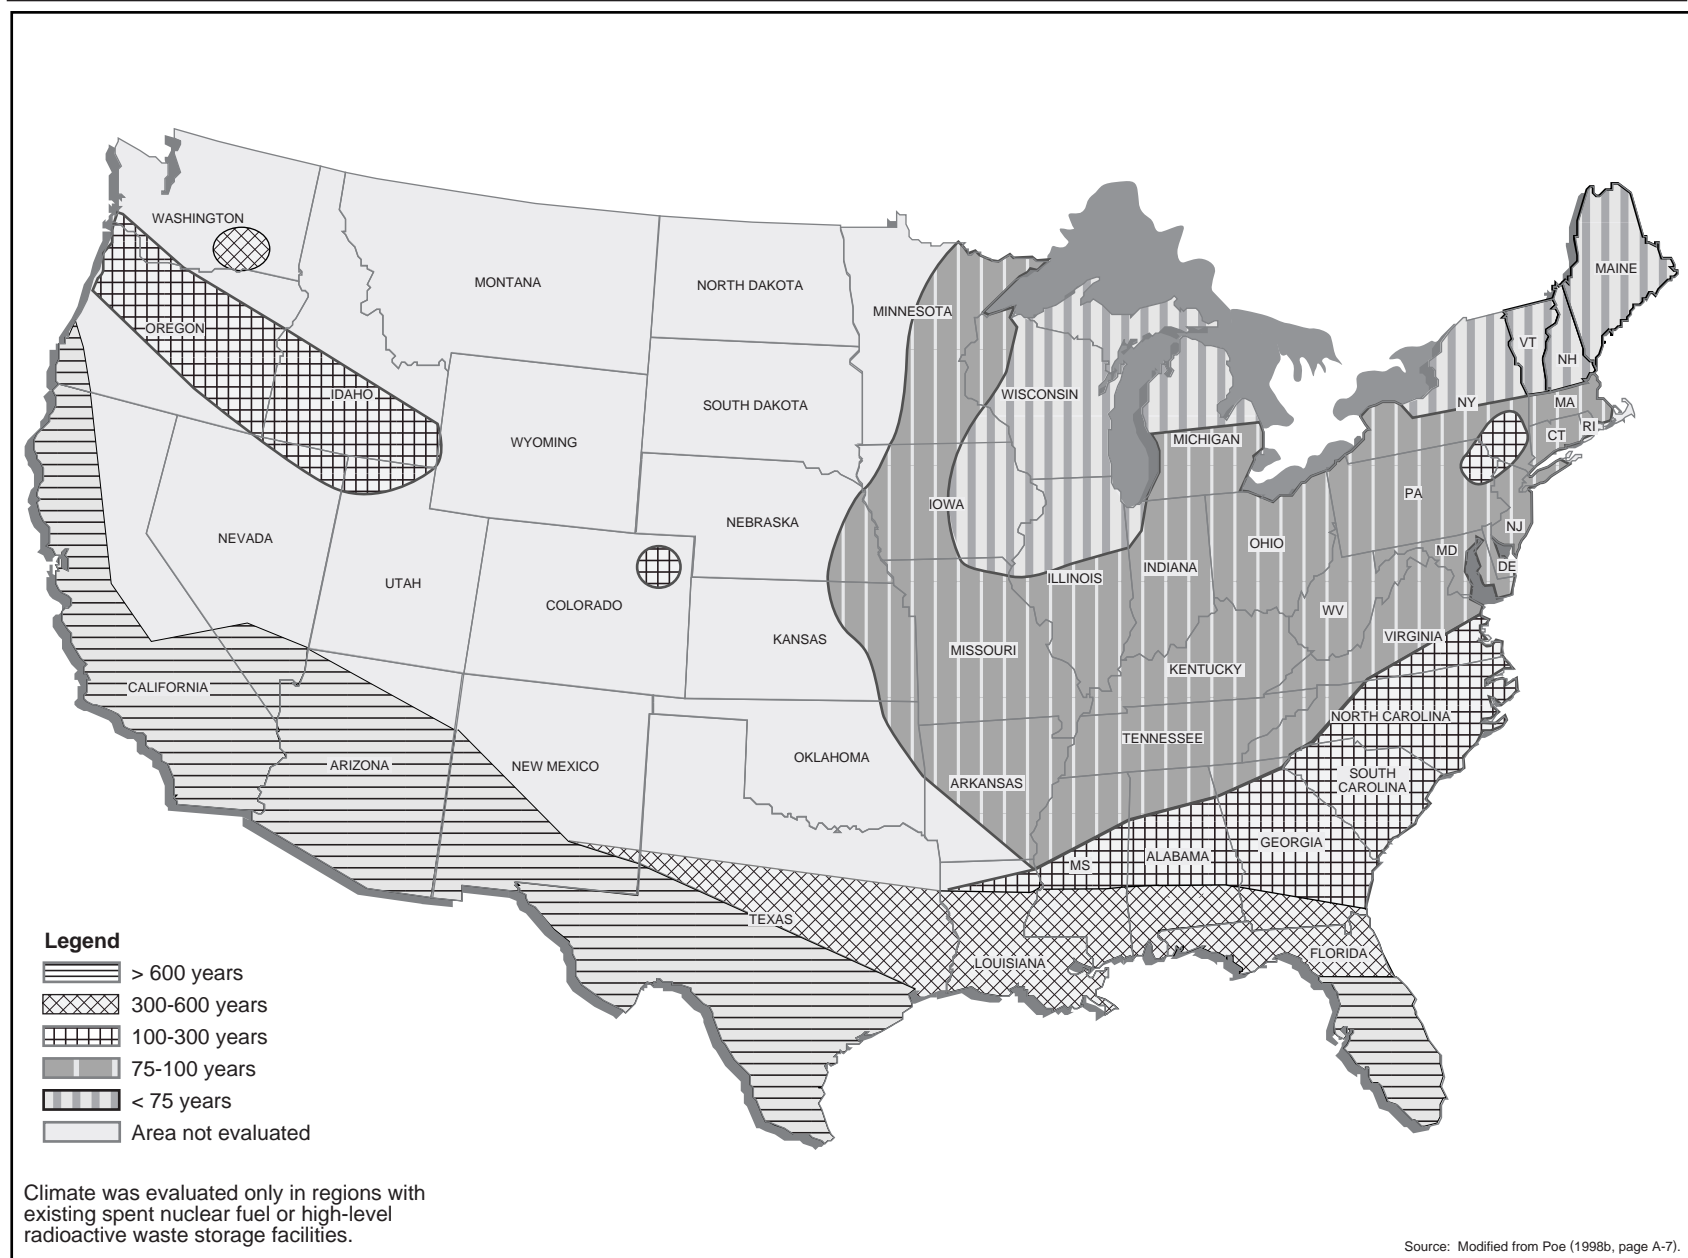 WASHINGTON
MONTANA
NORTH DAKOTA
MINNESOTA
MAINE
OREGON
VT
NH
IDAHO
SOUTH DAKOTA
WISCONSIN
NY
MA
WYOMING
MICHIGAN
CT
RI
IOWA
PA
NEBRASKA
NJ
NEVADA
OHIO
MD
UTAH
INDIANA
DE
ILLINOIS
COLORADO
WV
KANSAS
VIRGINIA
MISSOURI
KENTUCKY
CALIFORNIA
NORTH CAROLINA
TENNESSEE
OKLAHOMA
ARIZONA
NEW MEXICO
SOUTH
CAROLINA
ARKANSAS
GEORGIA
ALABAMA
MS
TEXAS
FLORIDA
LOUISIANA
Legend
> 600 years
300-600 years
100-300 years
75-100 years
< 75 years
Area not evaluated
Climate was evaluated only in regions with
existing spent nuclear fuel or high-level
radioactive waste storage facilities.
Source: Modified from Poe (1998b, page A-7).